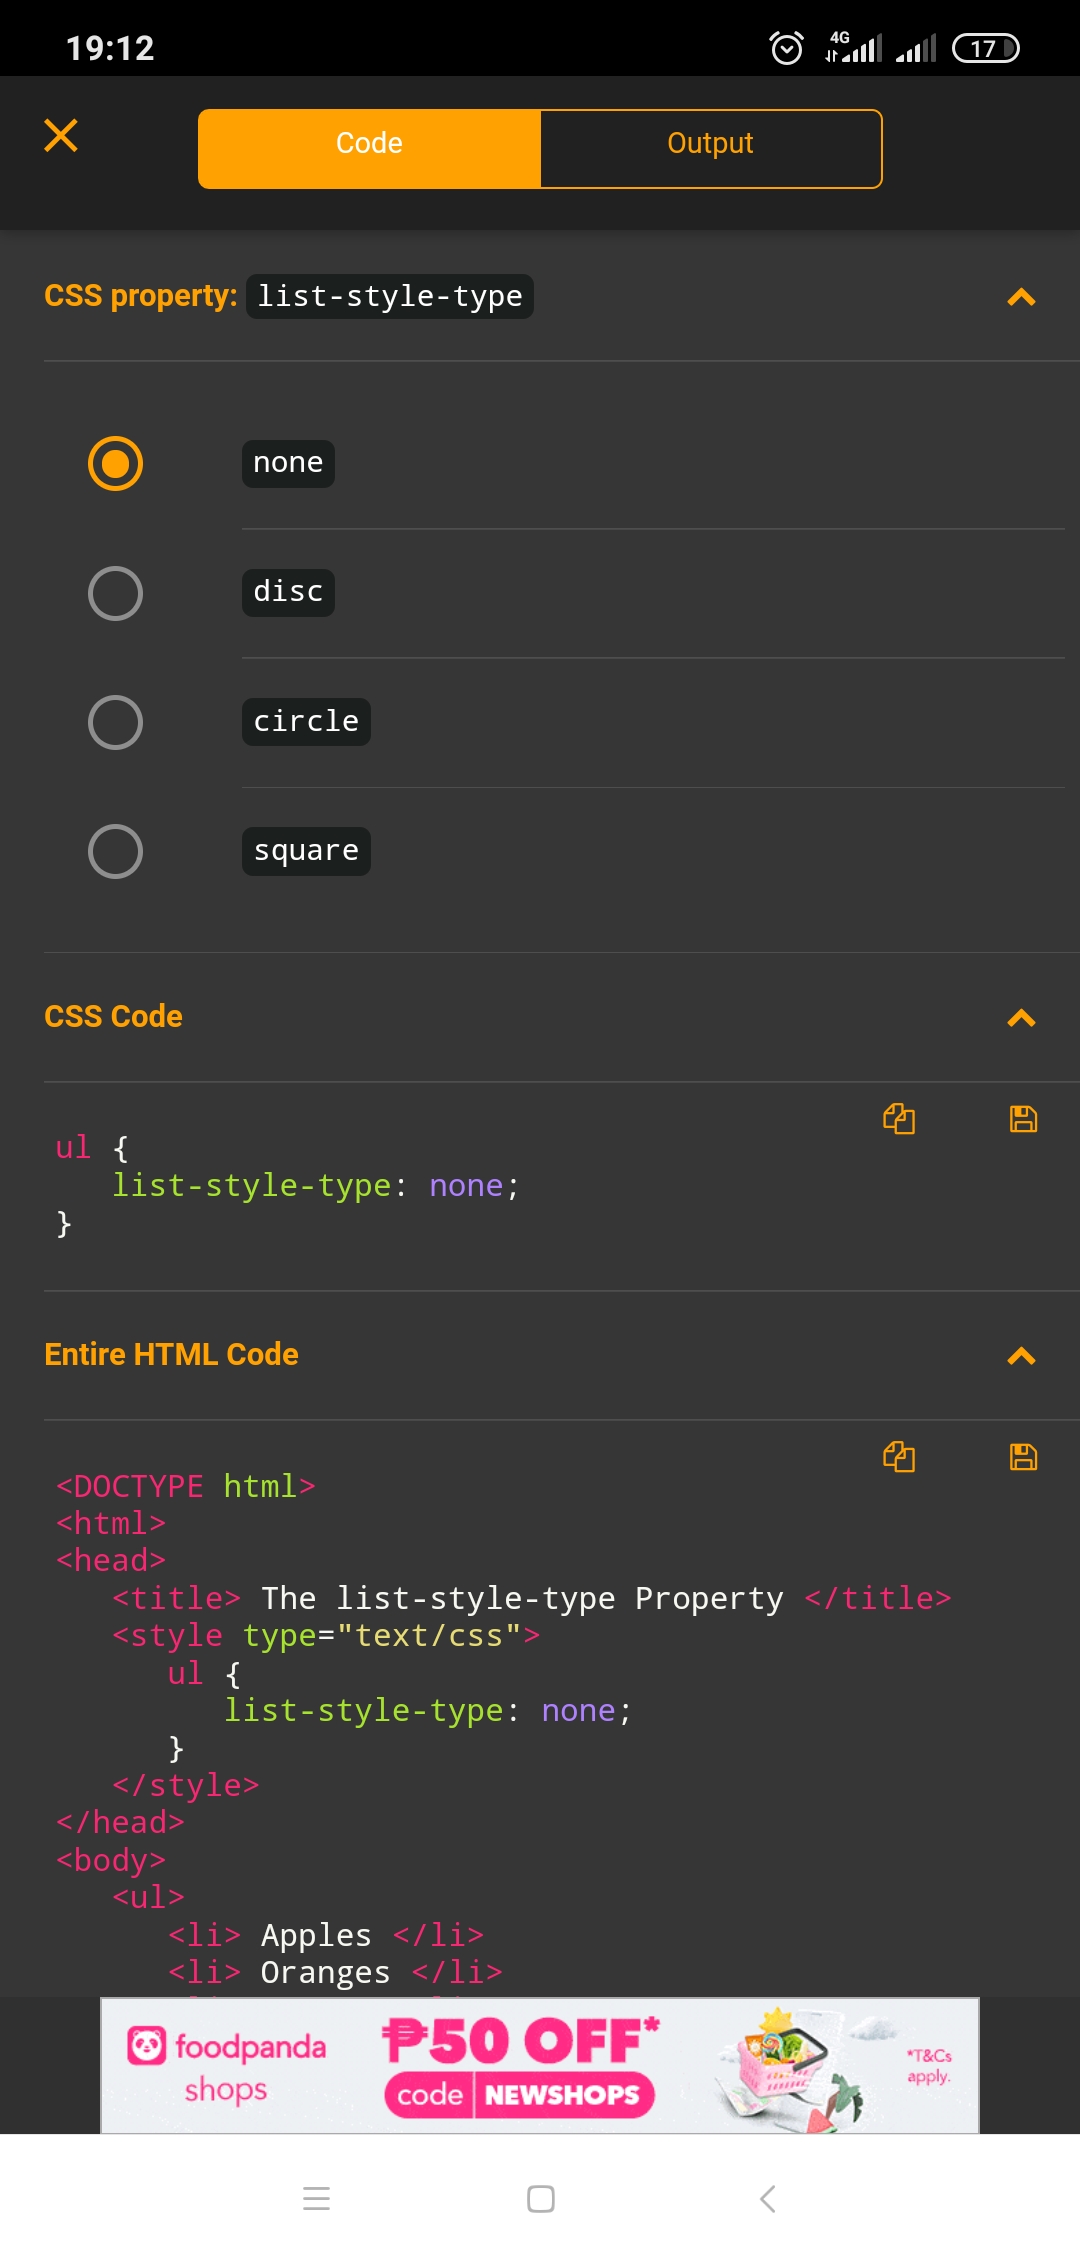 19:12
4G
17
Code
Output
CSS property: list-style-type
none
disc
circle
square
CSS Code
ul {
   list-style-type: none;
}
Entire HTML Code
<DOCTYPE html>
<html>
<head>
   <title> The list-style-type Property </title>
   <style type="text/css">
      ul {
         list-style-type: none;
      }
   </style>
</head>
<body>
   <ul>
      <li> Apples </li>
      <li> Oranges </li>
foodpanda
shops
₱50 OFF*
code NEWSHOPS
*T&Cs
apply.